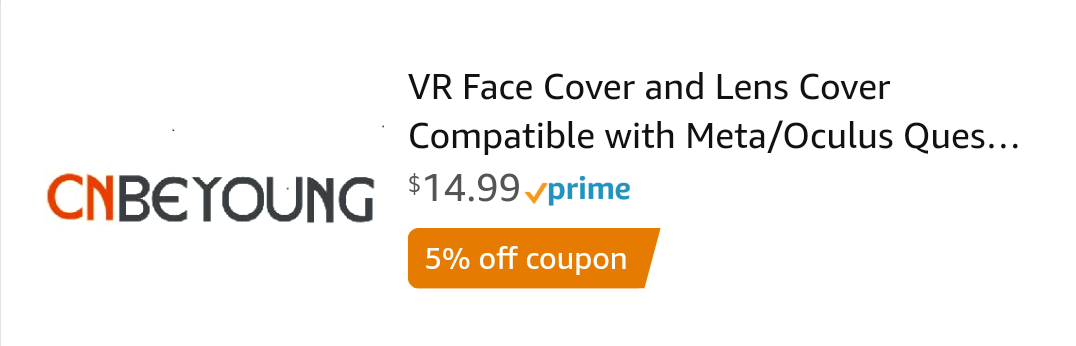 VR Face Cover and Lens Cover
Compatible with Meta/Oculus Ques...
CNBEYOUNG
$14.99 prime
5% off coupon